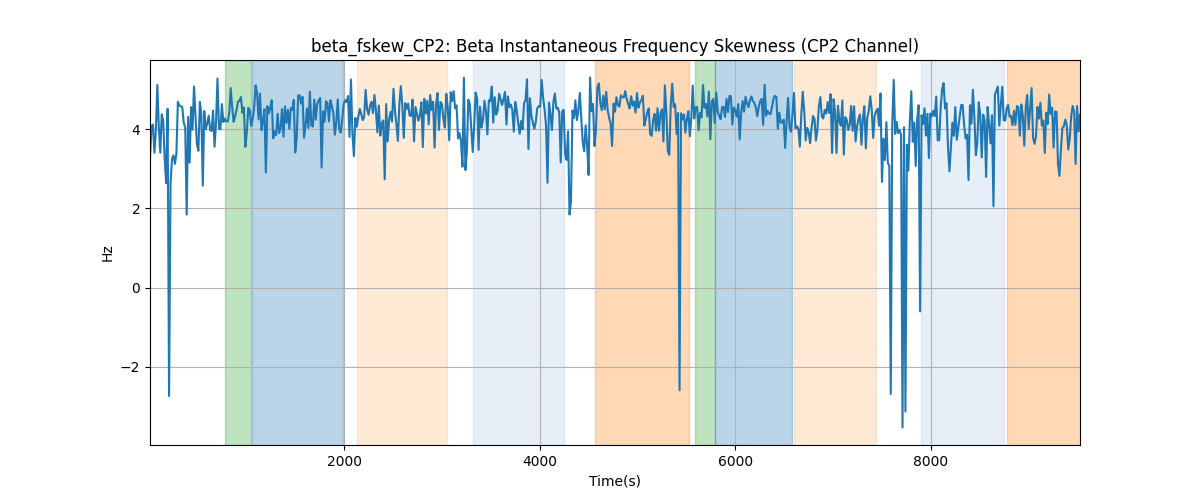 beta_fskew_CP2: Beta Instantaneous Frequency Skewness (CP2 Channel)
4
2
0
−2
Hz
2000 4000 6000 8000
Time(s)